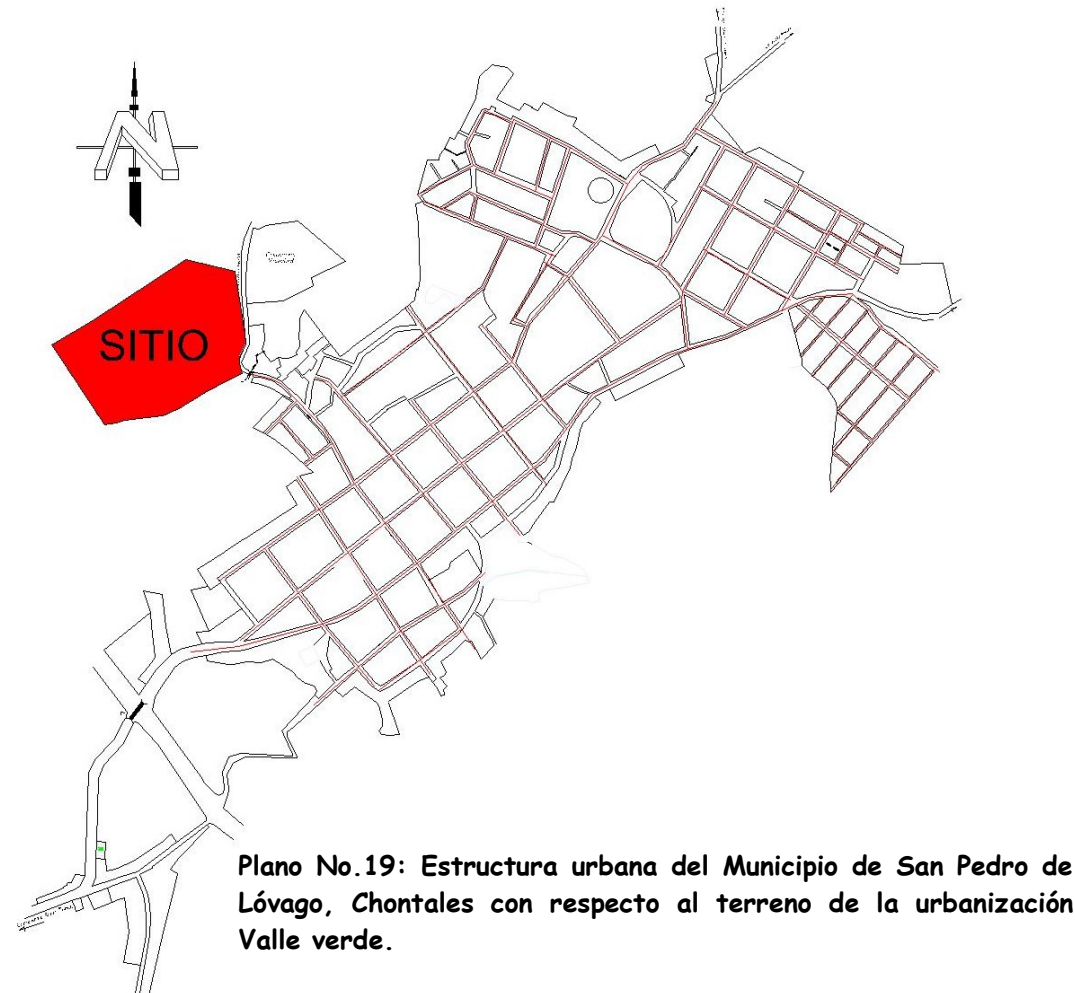 N
SITIO
Plano No.19: Estructura urbana del Municipio de San Pedro de
Lóvago, Chontales con respecto al terreno de la urbanización
Valle verde.